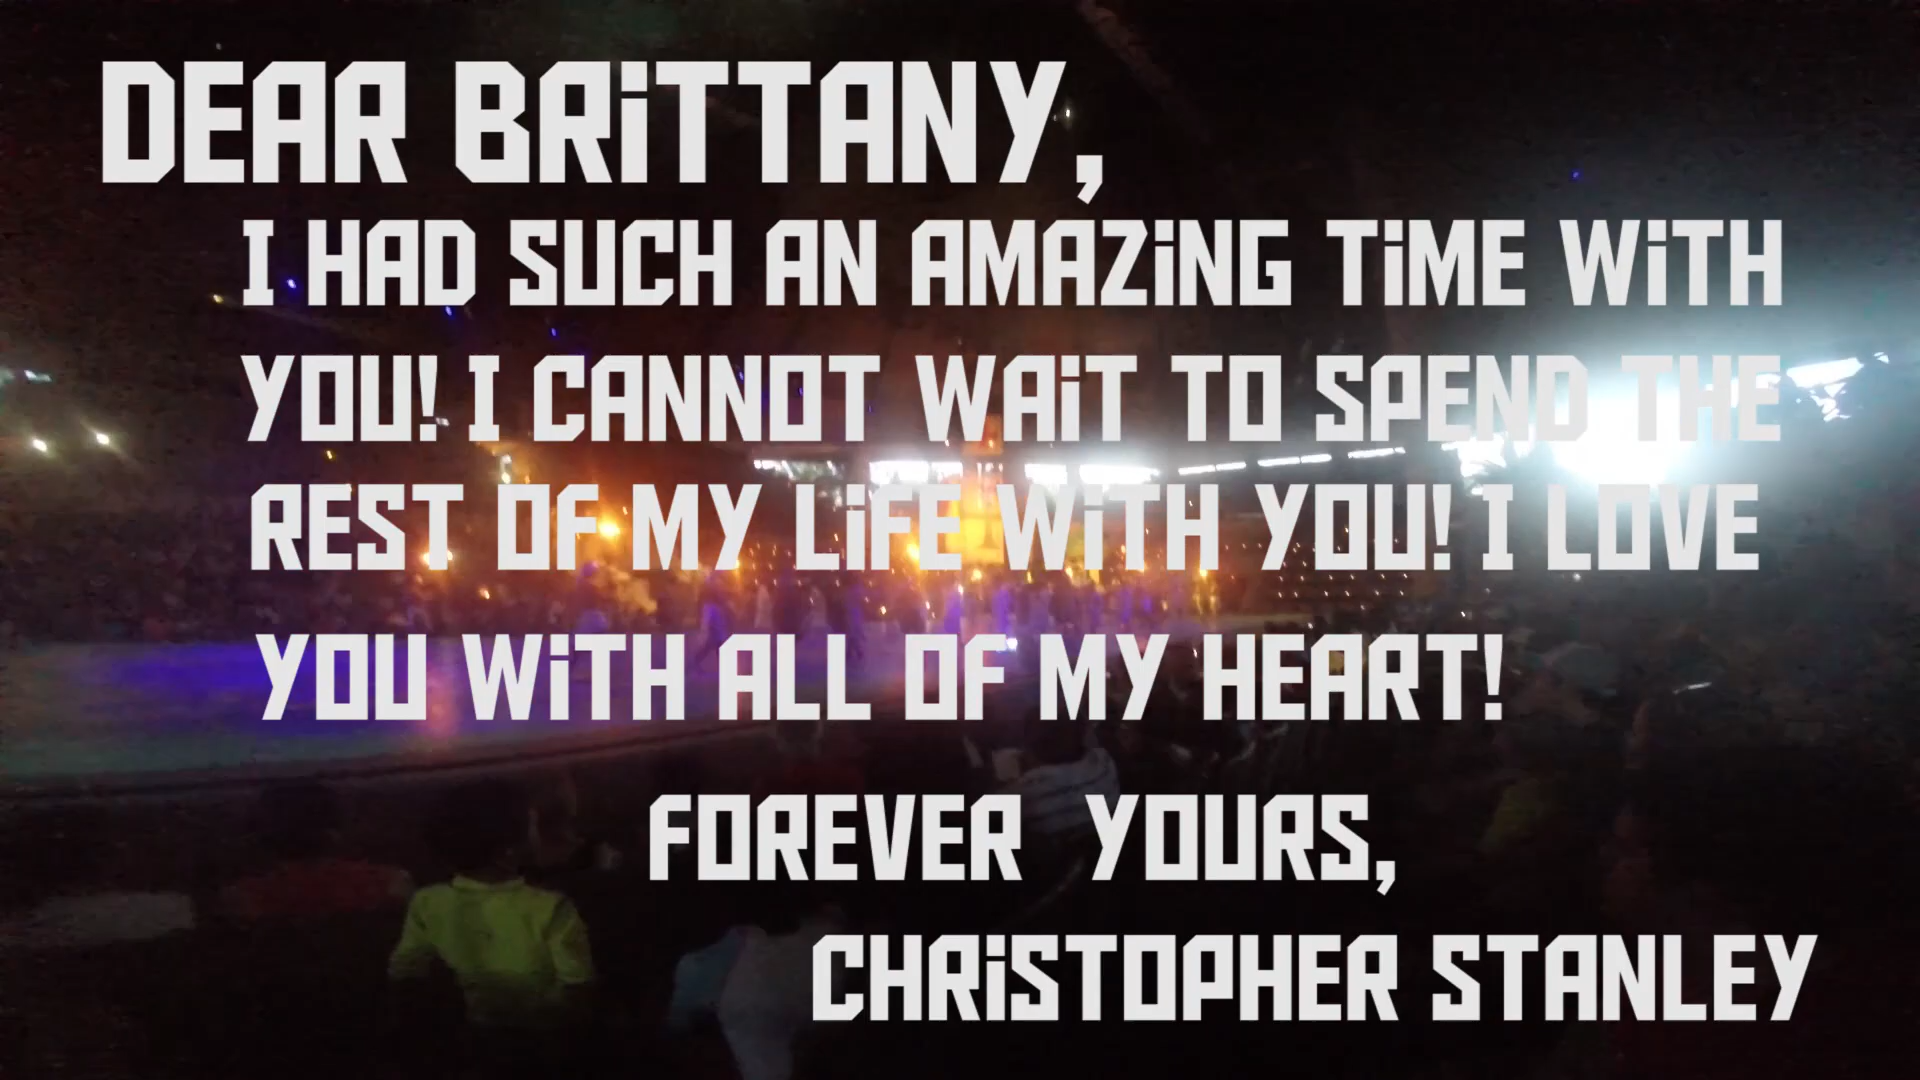 DEAR BRiTTANY,
I HAD SUCH AN AMAZiNG TiME WiTH
YOU! I CANNOT WAiT TO SPEND THE
REST OF MY LiFE WiTH YOU! I LOVE
YOU WiTH ALL OF MY HEART!
FOREVER YOURS,
CHRiSTOPHER STANLEY